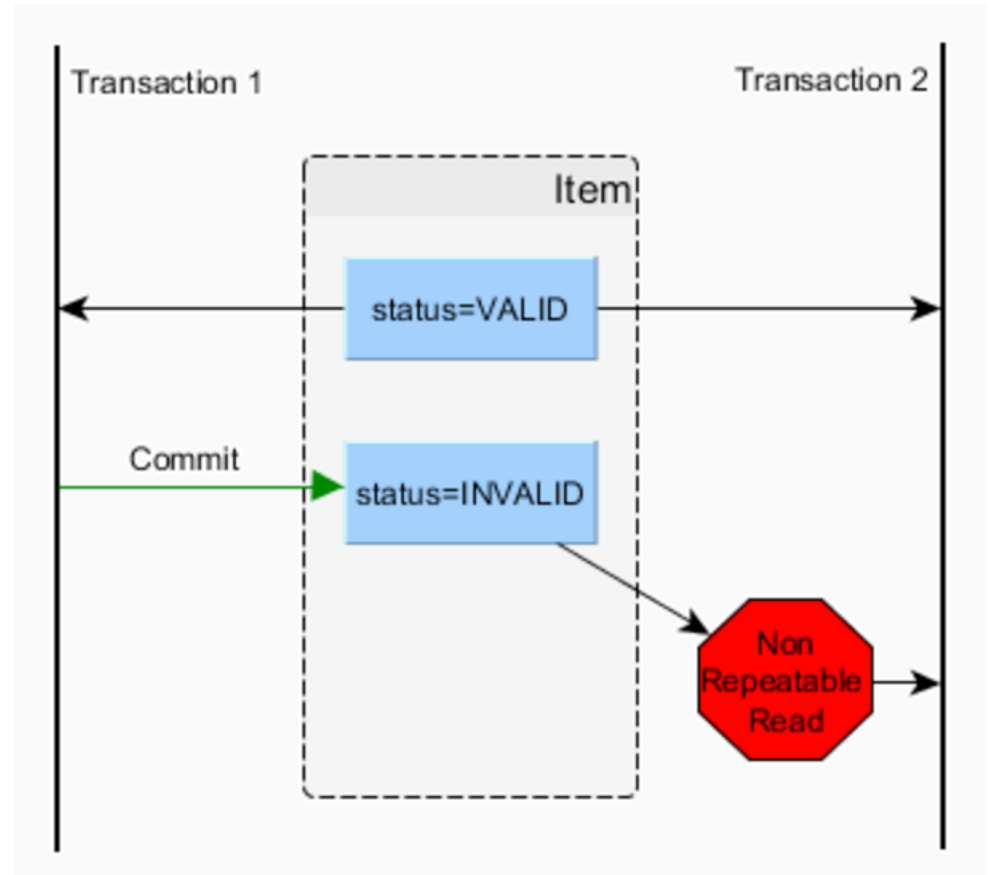 Transaction 1
Transaction 2
Item
status=VALID
Commit
status=INVALID
Non
Repeatable
Read